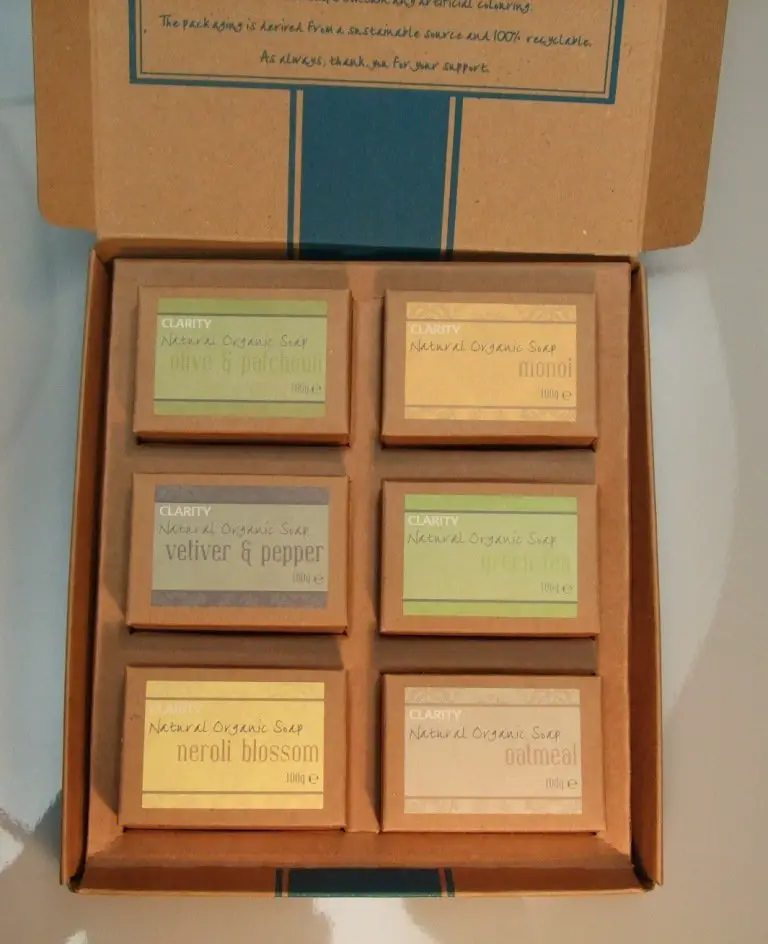 any artificial colouring.
The packaging is derived from a sustainable source and 100% recyclable.
As always, thank you for your support.
CLARITY
Natural Organic Soap
olive & patchouli
100g ℮
CLARITY
Natural Organic Soap
monoi
100g ℮
CLARITY
Natural Organic Soap
vetiver & pepper
100g ℮
CLARITY
Natural Organic Soap
green tea
100g ℮
CLARITY
Natural Organic Soap
neroli blossom
100g ℮
CLARITY
Natural Organic Soap
oatmeal
100g ℮